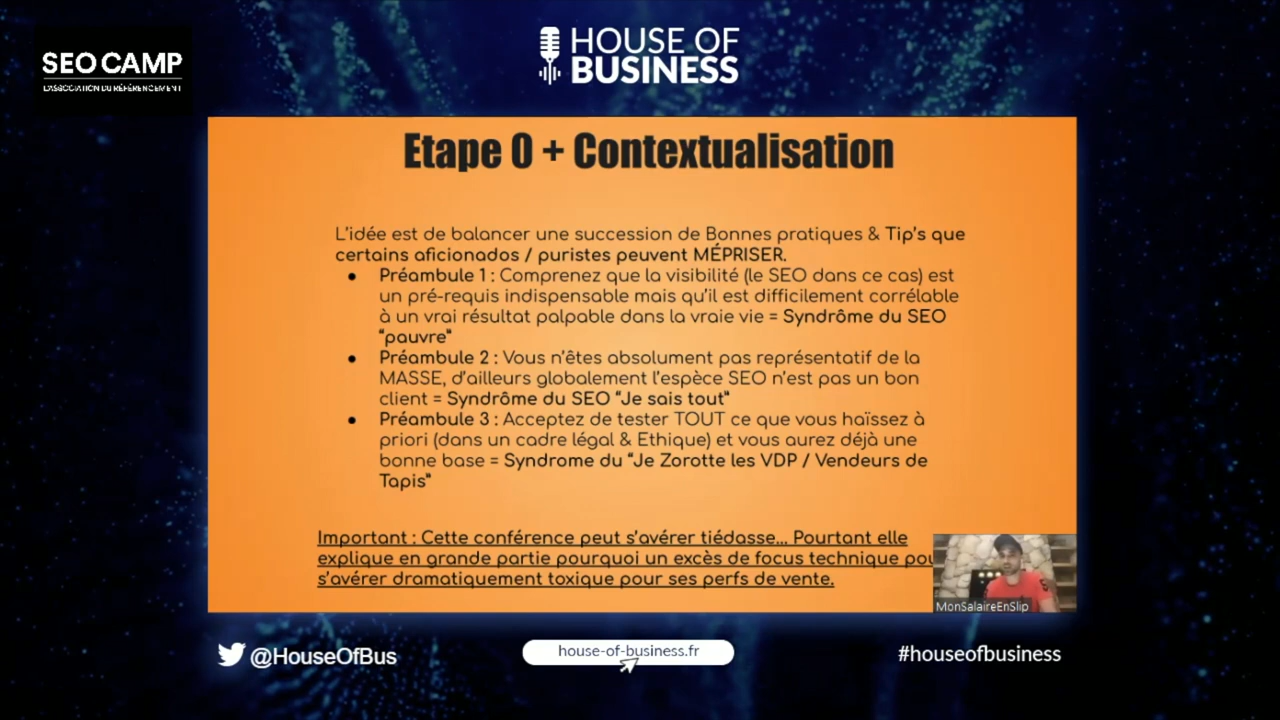 SEO CAMP
L'ASSOCIATION DU RÉFÉRENCEMENT
HOUSE OF
BUSINESS
Etape 0 + Contextualisation
L'idée est de balancer une succession de Bonnes pratiques & Tip's que
certains aficionados / puristes peuvent MÉPRISER.
● Préambule 1 : Comprenez que la visibilité (le SEO dans ce cas) est
un pré-requis indispensable mais qu'il est difficilement corrélable
à un vrai résultat palpable dans la vraie vie = Syndrôme du SEO
"pauvre"
● Préambule 2 : Vous n'êtes absolument pas représentatif de la
MASSE, d'ailleurs globalement l'espèce SEO n'est pas un bon
client = Syndrôme du SEO "Je sais tout"
● Préambule 3 : Acceptez de tester TOUT ce que vous haïssez à
priori (dans un cadre légal & Ethique) et vous aurez déjà une
bonne base = Syndrome du "Je Zorotte les VDP / Vendeurs de
Tapis"
Important : Cette conférence peut s'avérer tiédasse... Pourtant elle
explique en grande partie pourquoi un excès de focus technique
s'avérer dramatiquement toxique pour ses perfs de vente.
MonSalaireEnSlip
@HouseOfBus
house-of-business.fr
#houseofbusiness